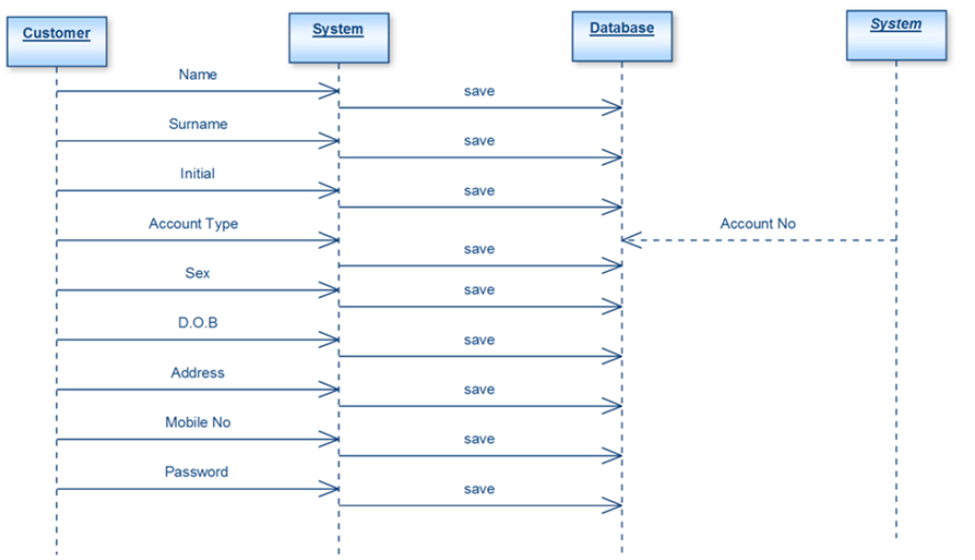 Customer
System
Database
System
Name
save
Surname
save
Initial
save
Account Type
Account No
save
Sex
save
D.O.B
save
Address
save
Mobile No
save
Password
save